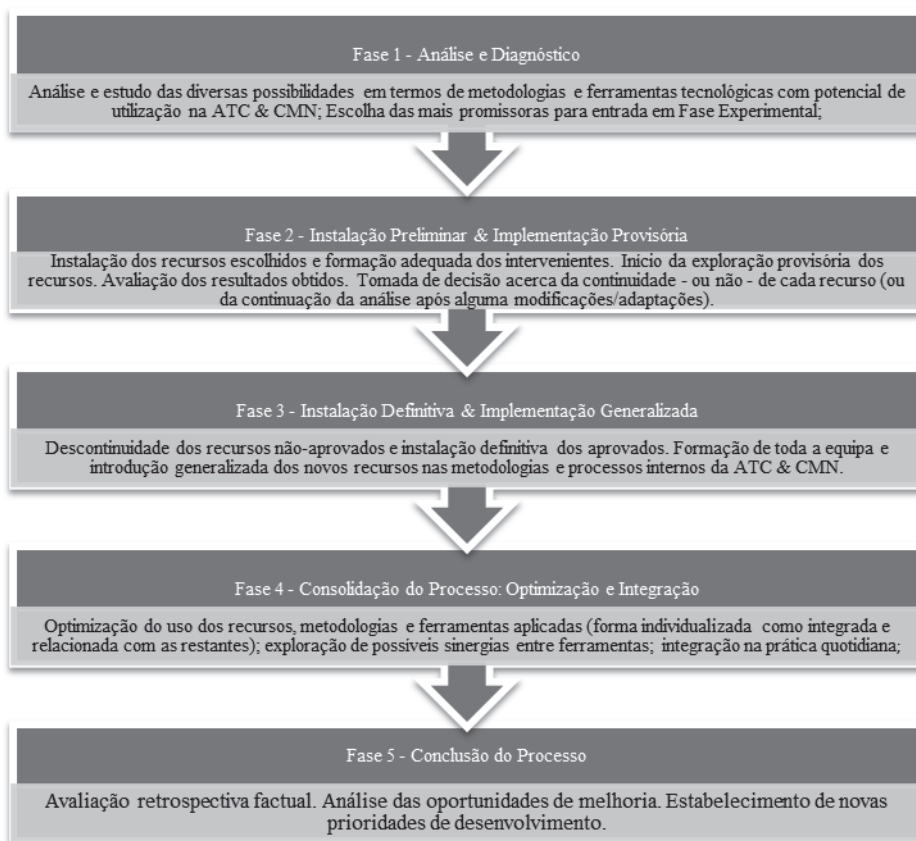 Fase 1 - Análise e Diagnóstico
Análise e estudo das diversas possibilidades em termos de metodologias e ferramentas tecnológicas com potencial de
utilização na ATC & CMN; Escolha das mais promissoras para entrada em Fase Experimental;
Fase 2 - Instalação Preliminar & Implementação Provisória
Instalação dos recursos escolhidos e formação adequada dos intervenientes. Inicio da exploração provisória dos
recursos. Avaliação dos resultados obtidos. Tomada de decisão acerca da continuidade - ou não - de cada recurso (ou
da continuação da análise após alguma modificações/adaptações).
Fase 3 - Instalação Definitiva & Implementação Generalizada
Descontinuidade dos recursos não-aprovados e instalação definitiva dos aprovados. Formação de toda a equipa e
introdução generalizada dos novos recursos nas metodologias e processos internos da ATC & CMN.
Fase 4 - Consolidação do Processo: Optimização e Integração
Optimização do uso dos recursos, metodologias e ferramentas aplicadas (forma individualizada como integrada e
relacionada com as restantes); exploração de possíveis sinergias entre ferramentas; integração na prática quotidiana;
Fase 5 - Conclusão do Processo
Avaliação retrospectiva factual. Análise das oportunidades de melhoria. Estabelecimento de novas
prioridades de desenvolvimento.